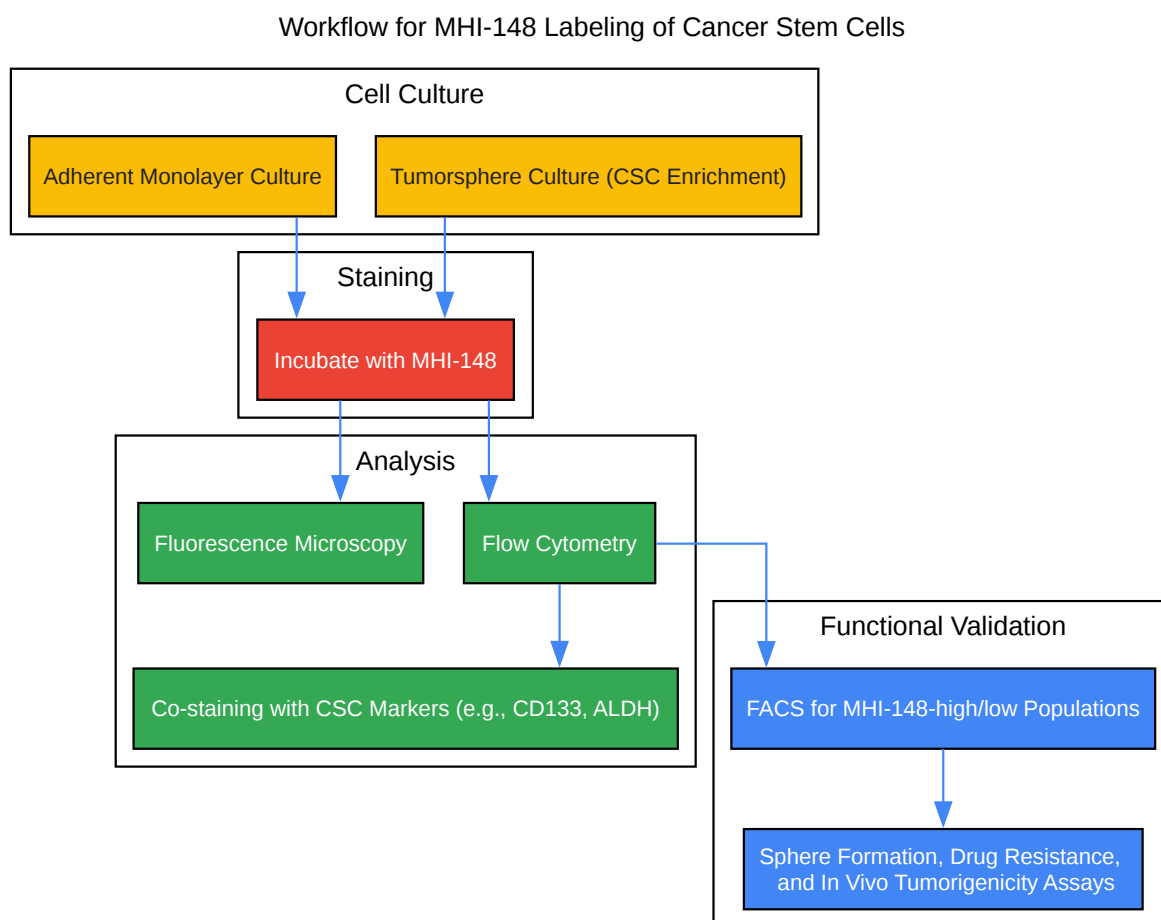 Workflow for MHI-148 Labeling of Cancer Stem Cells
Cell Culture
Adherent Monolayer Culture
Tumorsphere Culture (CSC Enrichment)
Staining
Incubate with MHI-148
Analysis
Fluorescence Microscopy
Flow Cytometry
Co-staining with CSC Markers (e.g., CD133, ALDH)
Functional Validation
FACS for MHI-148-high/low Populations
Sphere Formation, Drug Resistance,
and In Vivo Tumorigenicity Assays